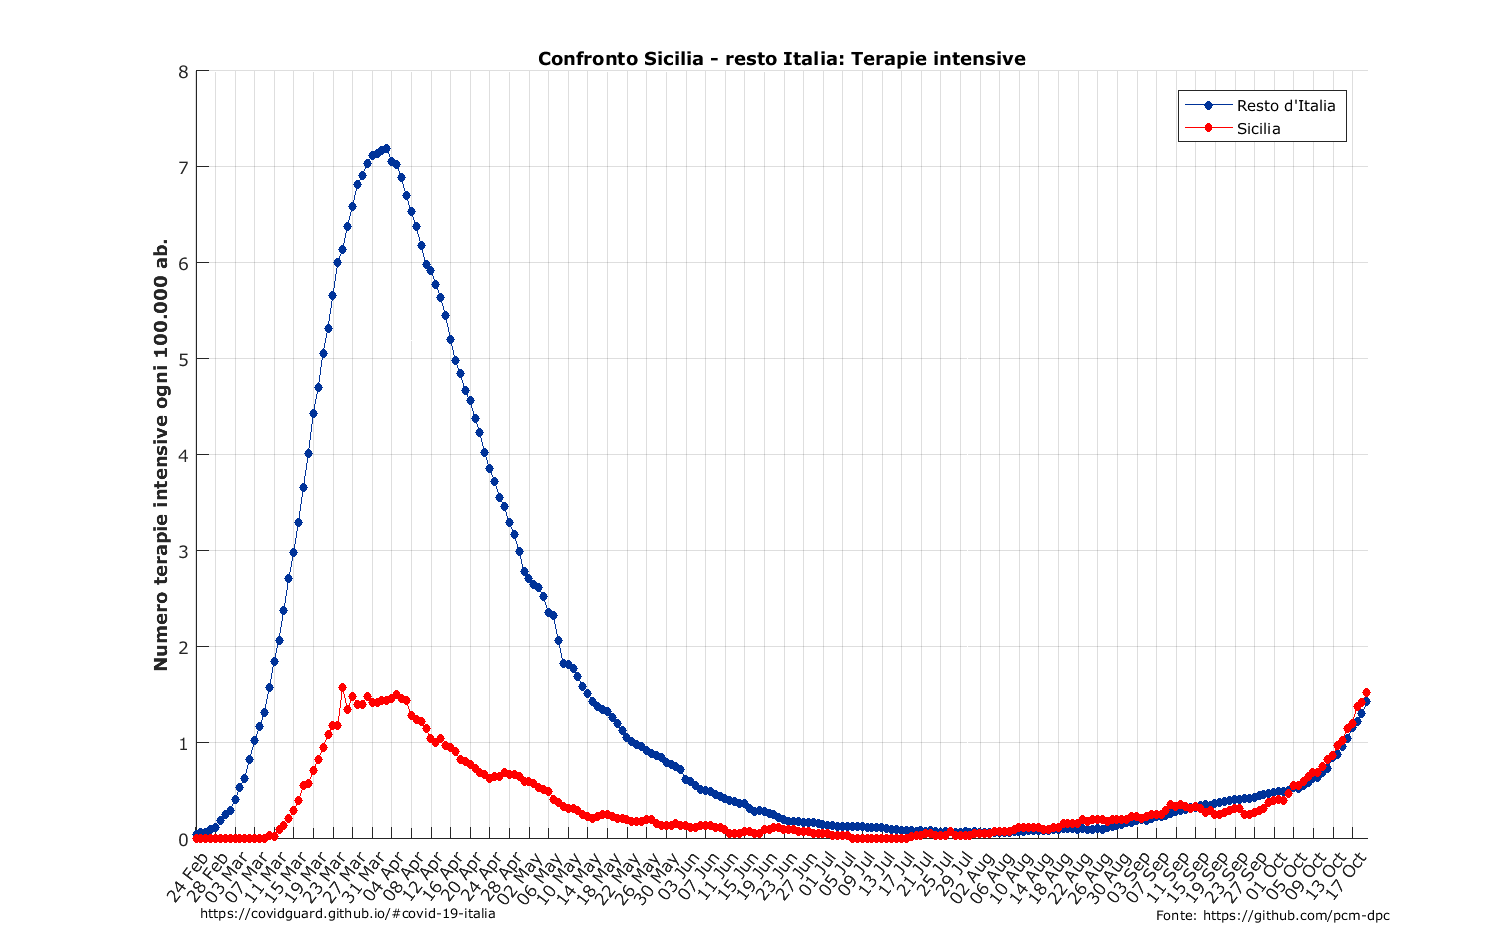 Confronto Sicilia - resto Italia: Terapie intensive
Resto d'Italia
Sicilia
Numero terapie intensive ogni 100.000 ab.
8
7
6
5
4
3
2
1
0
24 Feb
28 Feb
03 Mar
07 Mar
11 Mar
15 Mar
19 Mar
23 Mar
27 Mar
31 Mar
04 Apr
08 Apr
12 Apr
16 Apr
20 Apr
24 Apr
28 Apr
02 May
06 May
10 May
14 May
18 May
22 May
26 May
30 May
03 Jun
07 Jun
11 Jun
15 Jun
19 Jun
23 Jun
27 Jun
01 Jul
05 Jul
09 Jul
13 Jul
17 Jul
21 Jul
25 Jul
29 Jul
02 Aug
06 Aug
10 Aug
14 Aug
18 Aug
22 Aug
26 Aug
30 Aug
03 Sep
07 Sep
11 Sep
15 Sep
19 Sep
23 Sep
27 Sep
01 Oct
05 Oct
09 Oct
13 Oct
17 Oct
https://covidguard.github.io/#covid-19-italia
Fonte: https://github.com/pcm-dpc